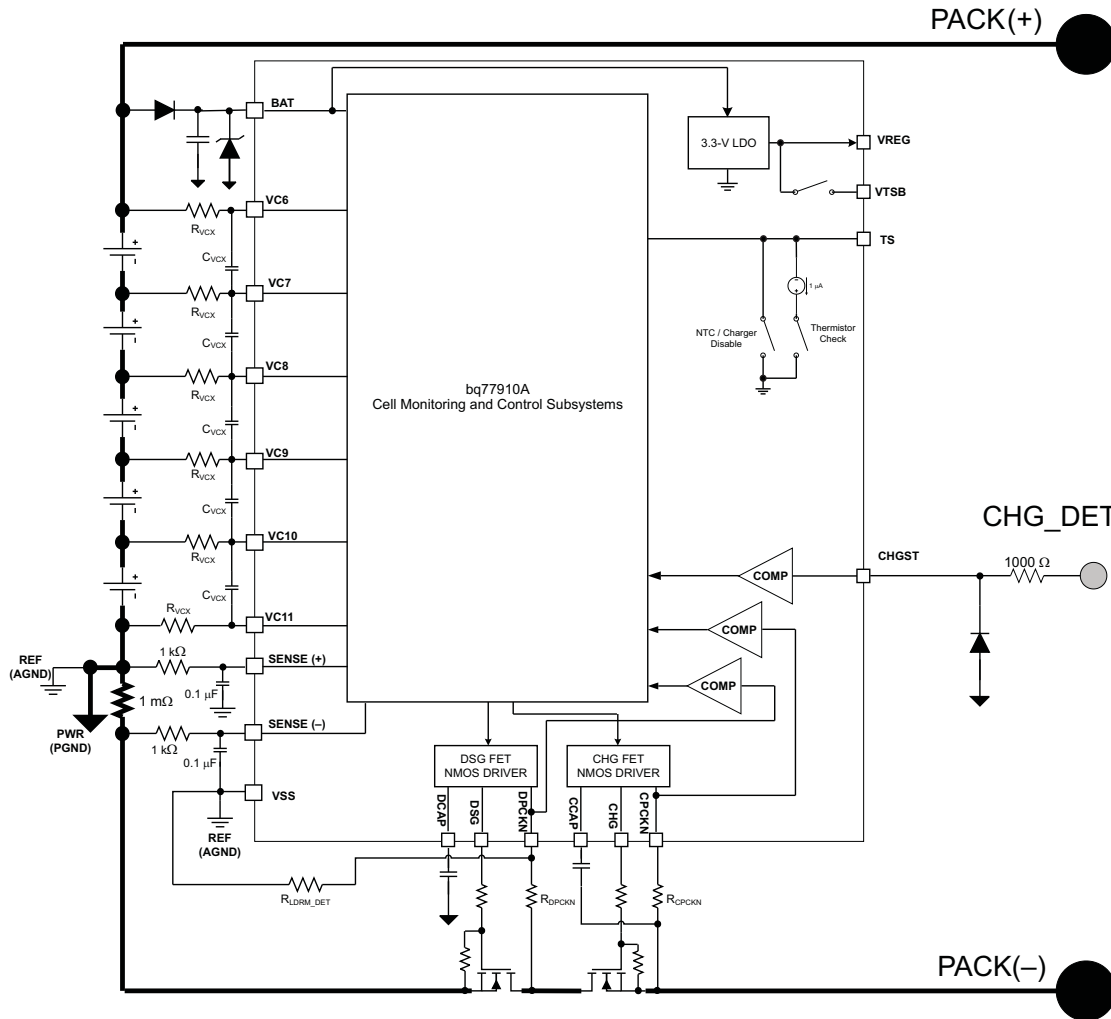 PACK(+)
BAT
3.3-V LDO
VREG
VTSB
VC6
R_VCX
TS
C_VCX
1 μA
VC7
R_VCX
NTC / Charger
Disable
Thermistor
Check
C_VCX
VC8
R_VCX
bq77910A
Cell Monitoring and Control Subsystems
C_VCX
VC9
R_VCX
C_VCX
CHG_DET
VC10
R_VCX
CHGST
1000 Ω
COMP
C_VCX
R_VCX
VC11
COMP
1 kΩ
SENSE (+)
REF
(AGND)
0.1 μF
COMP
1 mΩ
SENSE (–)
PWR
(PGND)
1 kΩ
0.1 μF
DSG FET
NMOS DRIVER
CHG FET
NMOS DRIVER
VSS
DCAP
DSG
DPCKN
CCAP
CHG
CPCKN
REF
(AGND)
R_LDRM_DET
R_DPCKN
R_CPCKN
PACK(–)
+
+
+
+
+